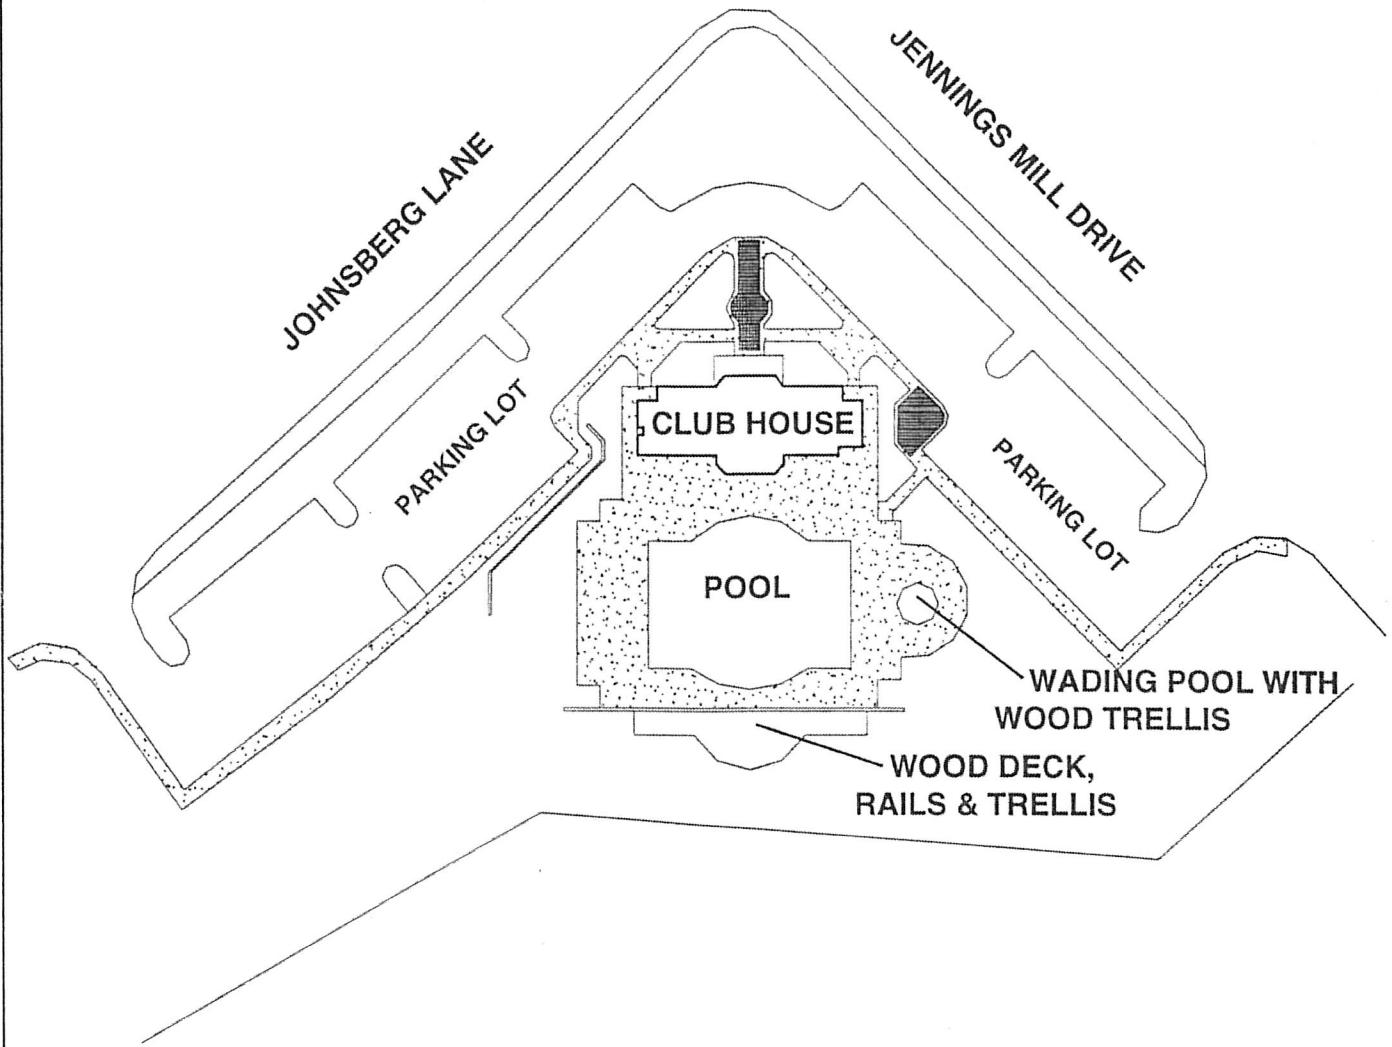 JENNINGS MILL DRIVE
JOHNSBERG LANE
PARKING LOT
CLUB HOUSE
PARKING LOT
POOL
WADING POOL WITH
WOOD TRELLIS
WOOD DECK,
RAILS & TRELLIS